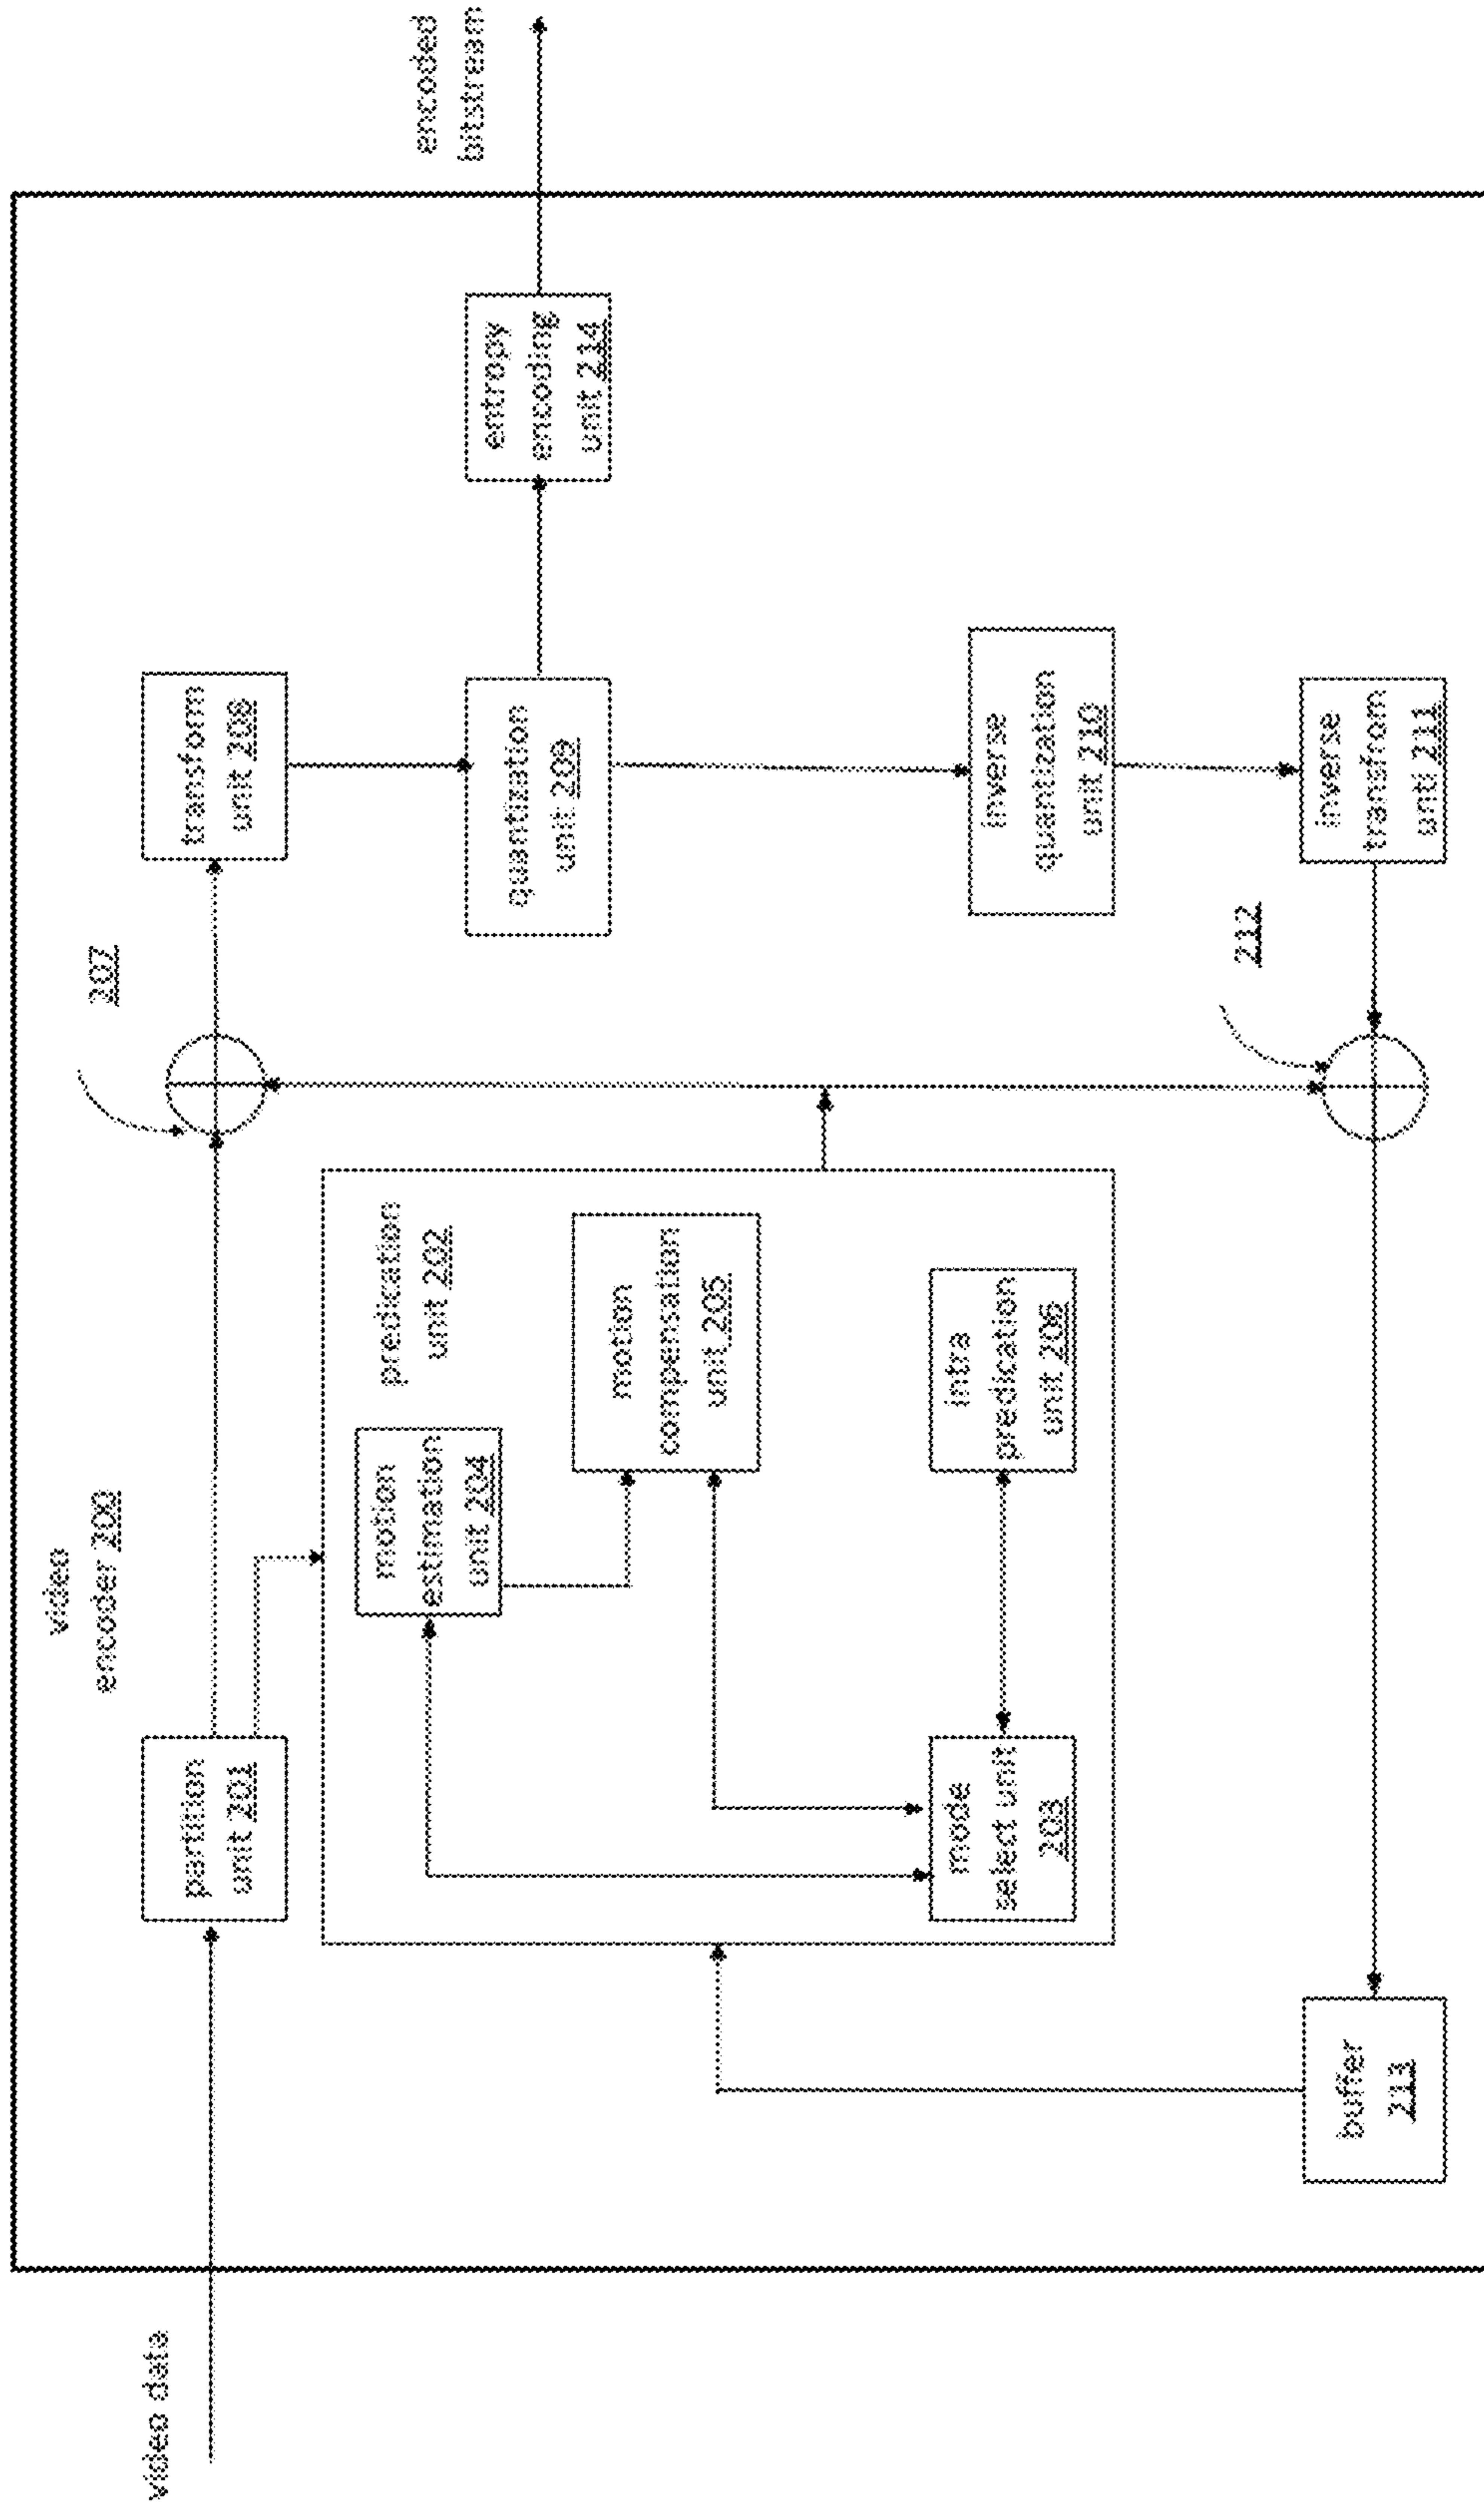 video data
video
encoder 200
partition
unit 201
207
transform
unit 208
predication
unit 202
motion
estimation
unit 204
motion
compensation
unit 205
mode
select unit
203
intra
predication
unit 206
quantization
unit 209
entropy
encoding
unit 214
encoded
bitstream
inverse
quantization
unit 210
212
inverse
transfrom
unti 211
buffer
213